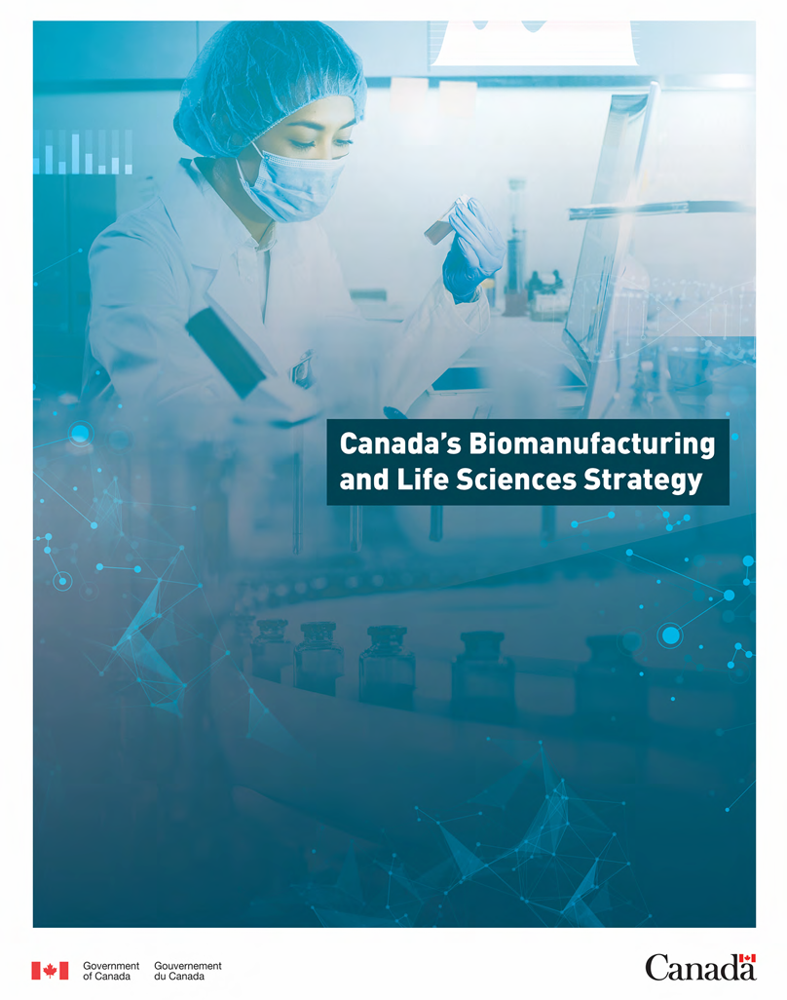 Canada's Biomanufacturing
and Life Sciences Strategy
Government
of Canada
Gouvernement
du Canada
Canada